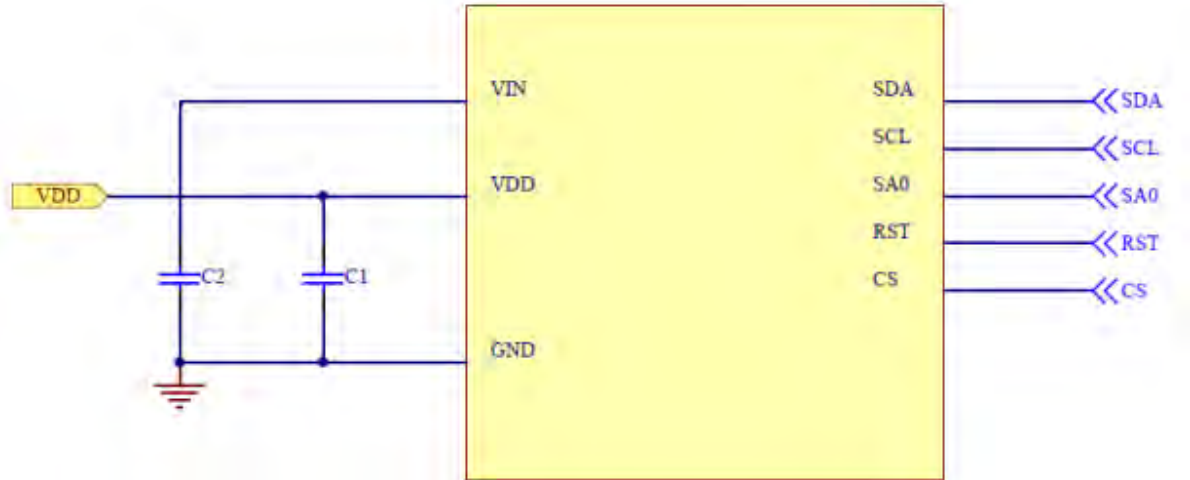 VIN
SDA
SDA
SCL
SCL
VDD
VDD
SA0
SA0
RST
RST
C2
C1
CS
CS
GND